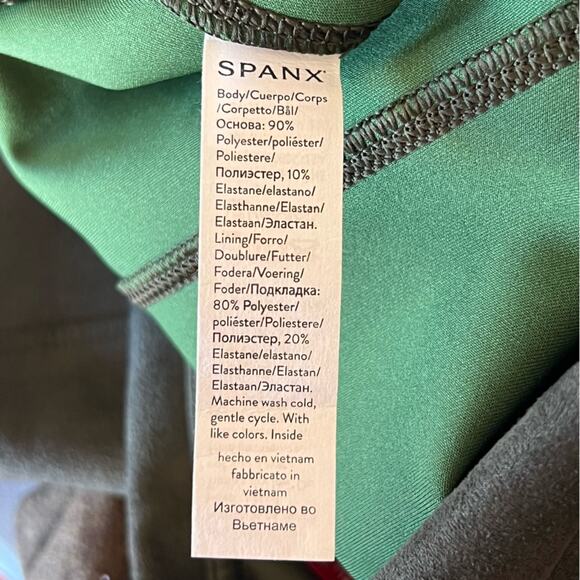 SPANX
Body/Cuerpo/Corps
/Corpetto/Bål/
Основа: 90%
Polyester/poliéster/
Poliestere/
Полиэстер, 10%
Elastane/elastano/
Elasthanne/Elastan/
Elastaan/Эластан.
Lining/Forro/
Doublure/Futter/
Fodera/Voering/
Foder/Подкладка:
80% Polyester/
poliéster/Poliestere/
Полиэстер, 20%
Elastane/elastano/
Elasthanne/Elastan/
Elastaan/Эластан.
Machine wash cold,
gentle cycle. With
like colors. Inside
hecho en vietnam
fabbricato in
vietnam
Изготовлено во
Вьетнаме